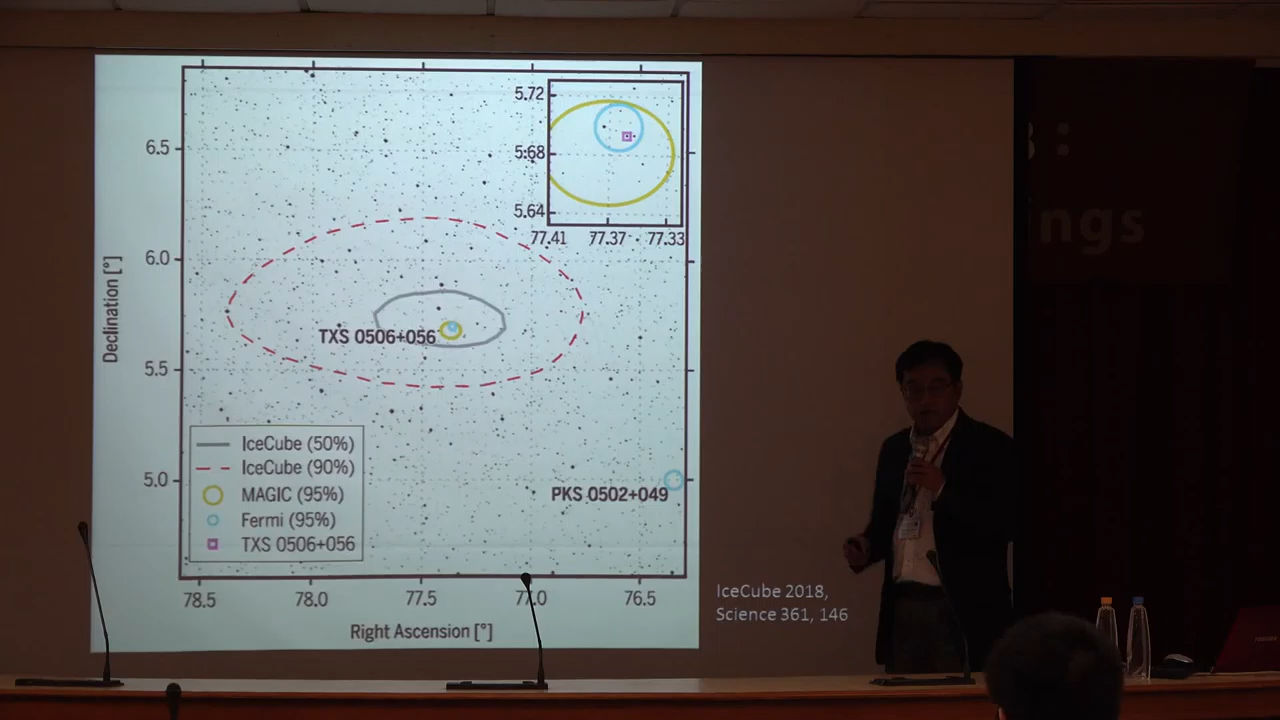 5.72
5.68
5.64
77.41 77.37 77.33
6.5
6.0
5.5
5.0
Declination [°]
TXS 0506+056
PKS 0502+049
IceCube (50%)
IceCube (90%)
MAGIC (95%)
Fermi (95%)
TXS 0506+056
78.5 78.0 77.5 77.0 76.5
Right Ascension [°]
IceCube 2018,
Science 361, 146
ngs